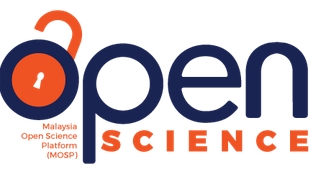 open
SCIENCE
Malaysia
Open Science
Platform
(MOSP)